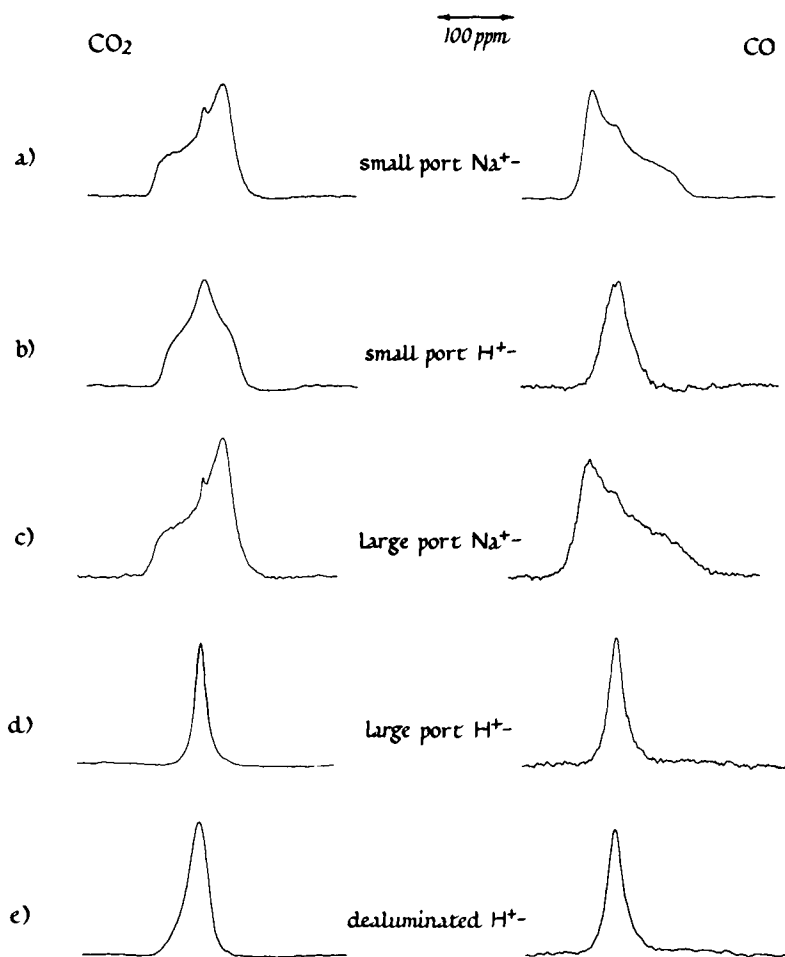 CO2
100 ppm
CO
a)
small port Na+-
b)
small port H+-
c)
Large port Na+-
d)
Large port H+-
e)
dealuminated H+-